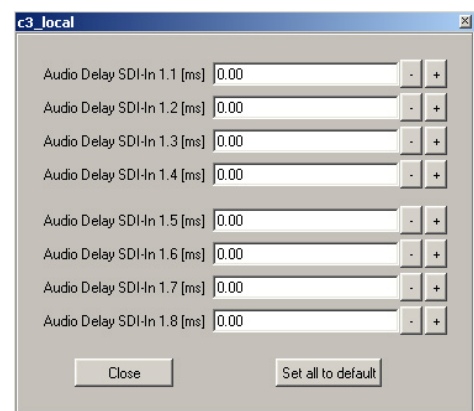 c3_local
Audio Delay SDI-In 1.1 [ms] 0.00 - +
Audio Delay SDI-In 1.2 [ms] 0.00 - +
Audio Delay SDI-In 1.3 [ms] 0.00 - +
Audio Delay SDI-In 1.4 [ms] 0.00 - +
Audio Delay SDI-In 1.5 [ms] 0.00 - +
Audio Delay SDI-In 1.6 [ms] 0.00 - +
Audio Delay SDI-In 1.7 [ms] 0.00 - +
Audio Delay SDI-In 1.8 [ms] 0.00 - +
Close Set all to default